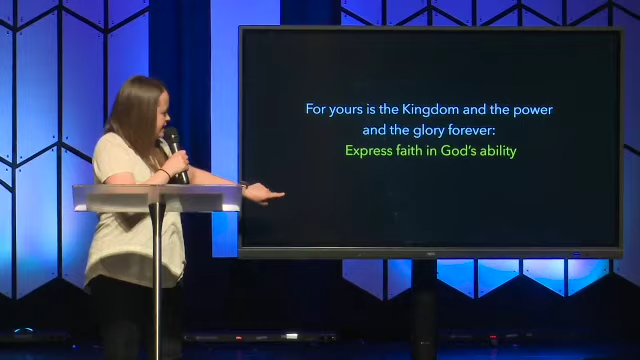 For yours is the Kingdom and the power
and the glory forever:
Express faith in God's ability